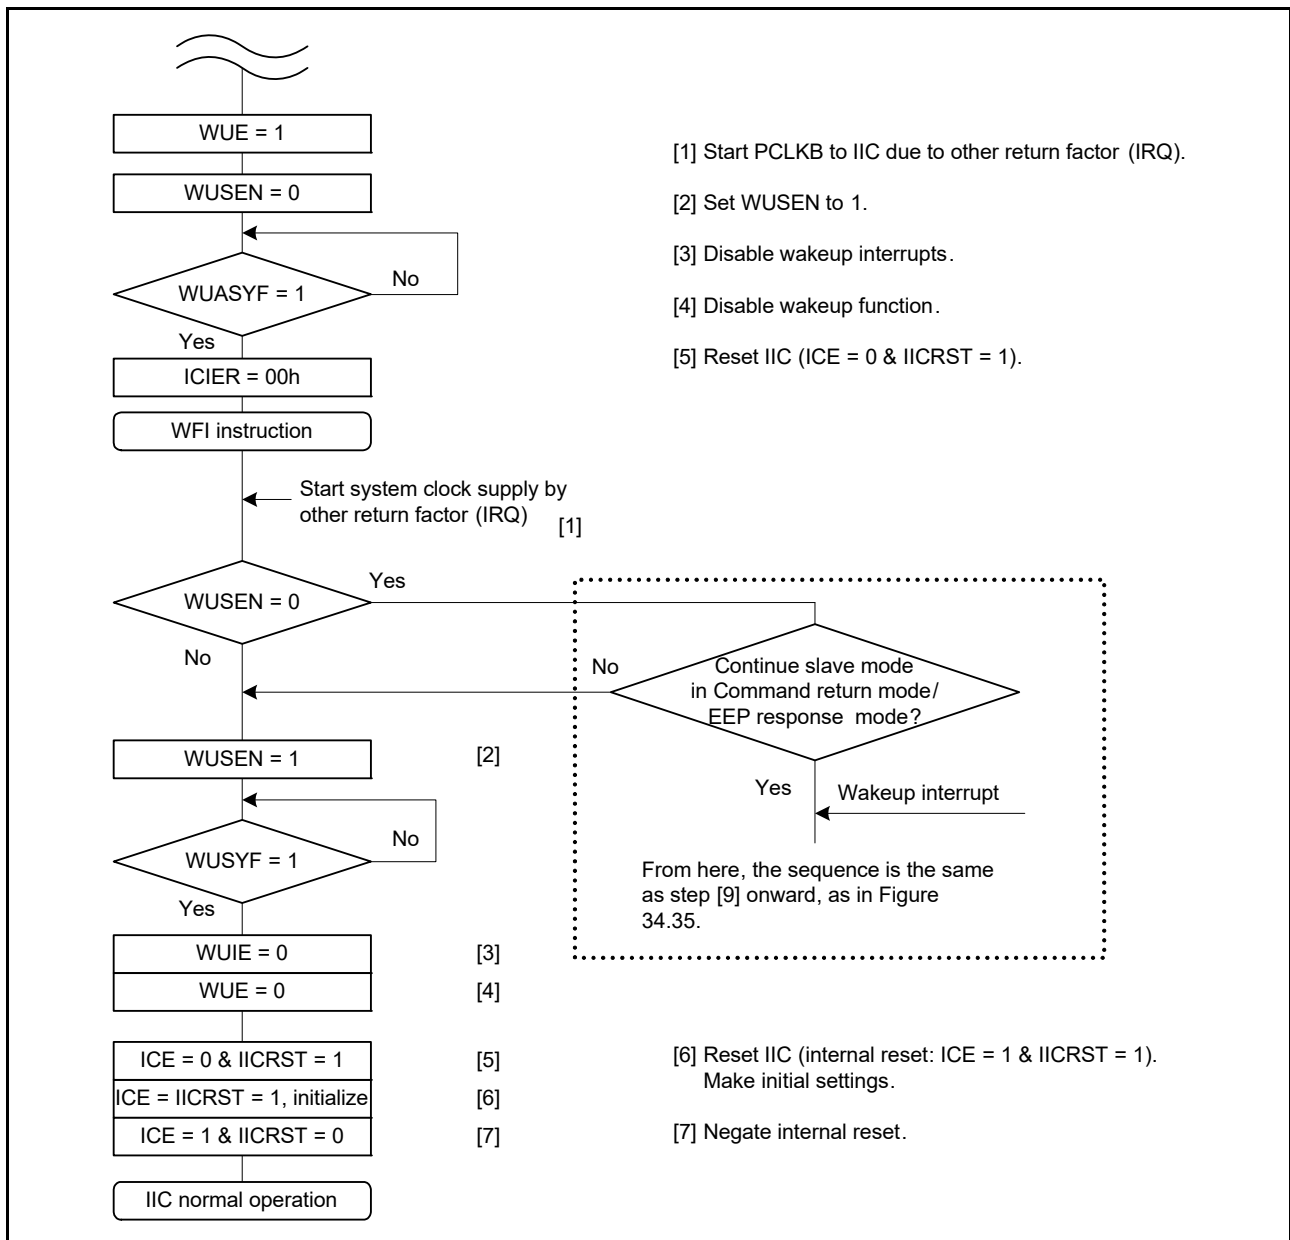 WUE = 1
[1] Start PCLKB to IIC due to other return factor (IRQ).
WUSEN = 0
[2] Set WUSEN to 1.
[3] Disable wakeup interrupts.
No
WUASYF = 1
[4] Disable wakeup function.
Yes
[5] Reset IIC (ICE = 0 & IICRST = 1).
ICIER = 00h
WFI instruction
Start system clock supply by
other return factor (IRQ)
[1]
Yes
WUSEN = 0
No
No
Continue slave mode
in Command return mode/
EEP response mode?
WUSEN = 1
[2]
Yes
Wakeup interrupt
No
WUSYF = 1
From here, the sequence is the same
as step [9] onward, as in Figure
34.35.
Yes
WUIE = 0
[3]
WUE = 0
[4]
ICE = 0 & IICRST = 1
[5]
[6] Reset IIC (internal reset: ICE = 1 & IICRST = 1).
Make initial settings.
ICE = IICRST = 1, initialize
[6]
ICE = 1 & IICRST = 0
[7]
[7] Negate internal reset.
IIC normal operation